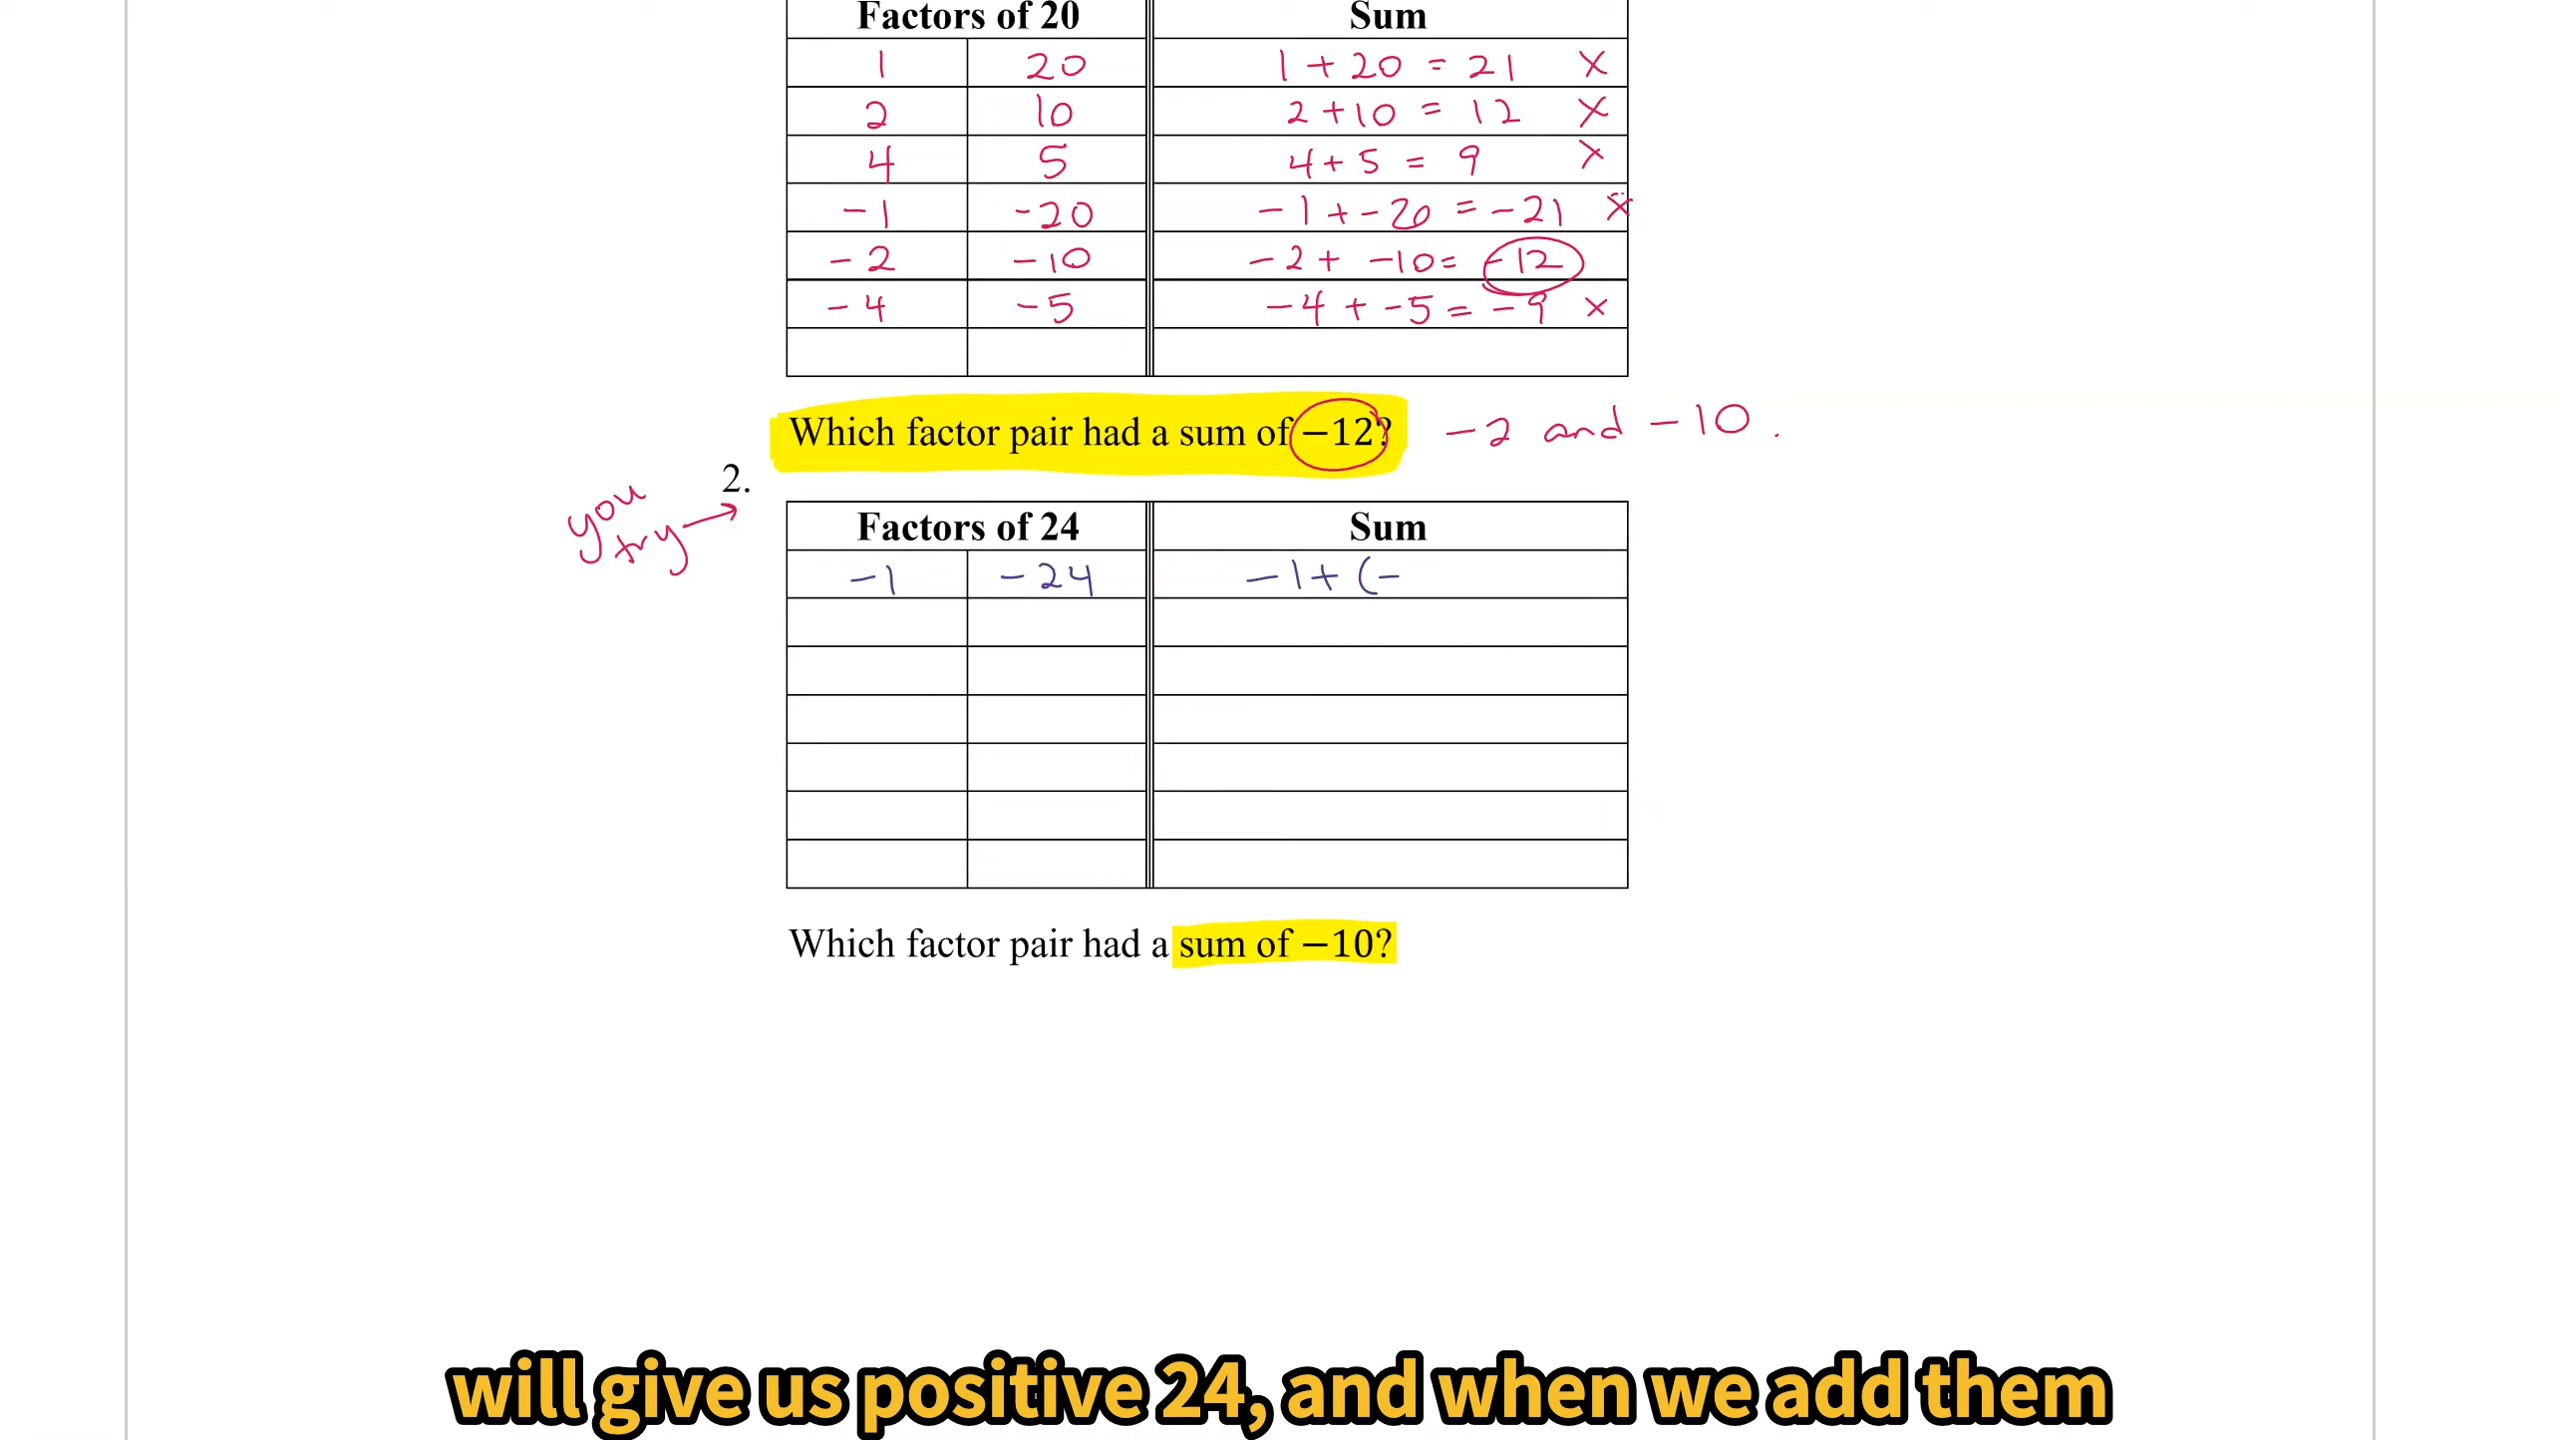 Factors of 20 Sum
1 20 1 + 20 = 21 X
2 10 2 + 10 = 12 X
4 5 4 + 5 = 9 X
-1 -20 -1 + -20 = -21 X
-2 -10 -2 + -10 = -12
-4 -5 -4 + -5 = -9 X
Which factor pair had a sum of −12? -2 and -10.
2.
you
try →
Factors of 24 Sum
-1 -24 -1 + (-
Which factor pair had a sum of −10?
will give us positive 24, and when we add them